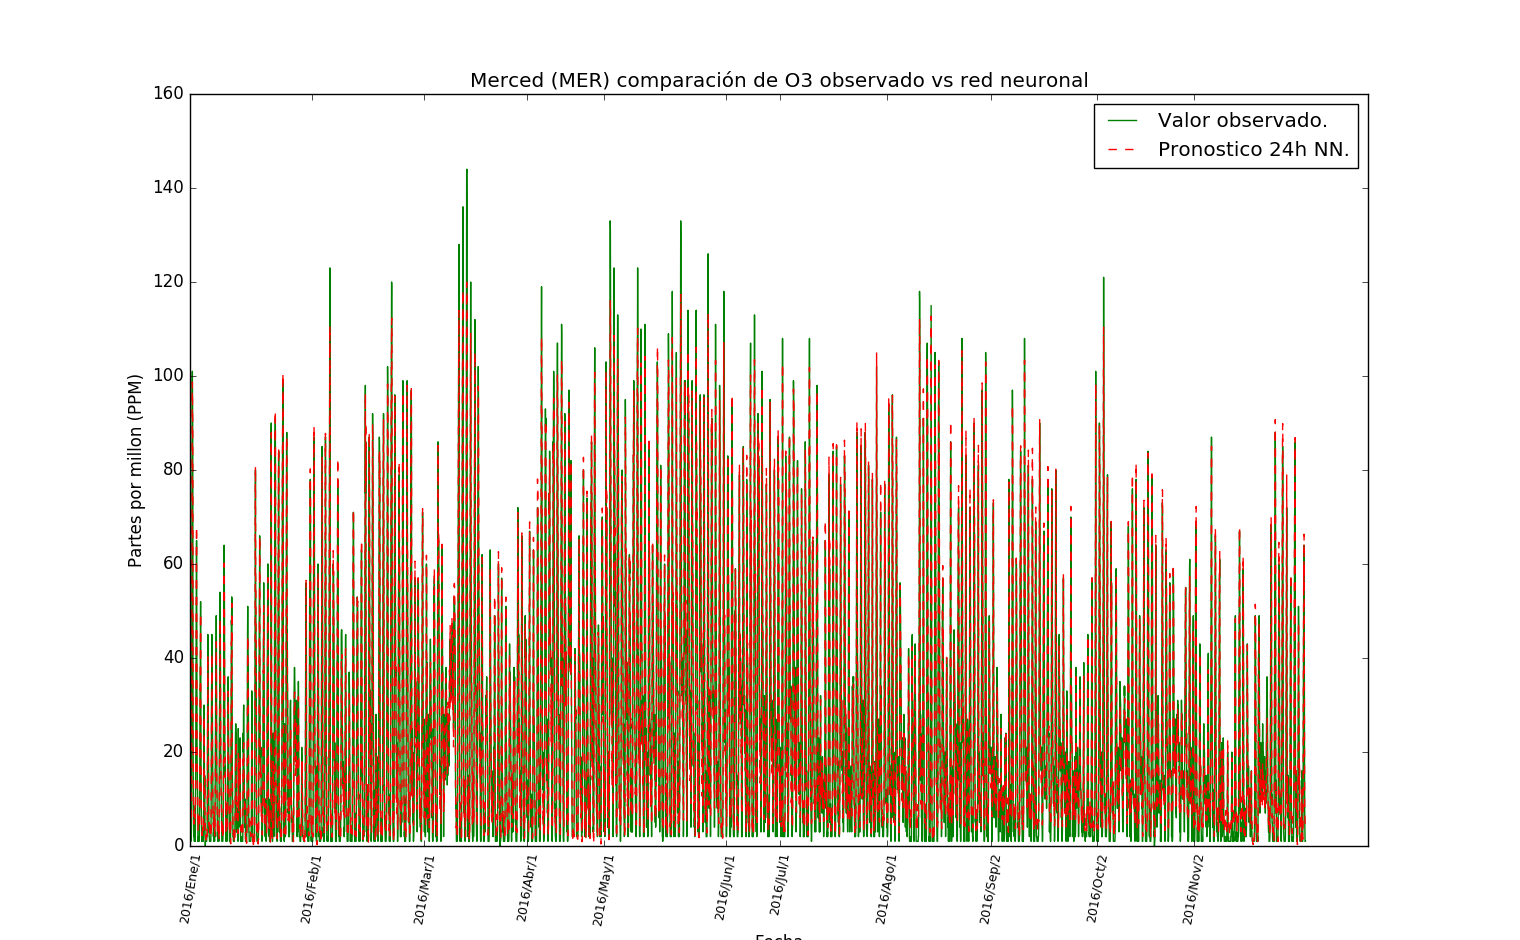 Merced (MER) comparación de O3 observado vs red neuronal
Valor observado.
Pronostico 24h NN.
Partes por millon (PPM)
160
140
120
100
80
60
40
20
0
2016/Ene/1
2016/Feb/1
2016/Mar/1
2016/Abr/1
2016/May/1
2016/Jun/1
2016/Jul/1
2016/Ago/1
2016/Sep/2
2016/Oct/2
2016/Nov/2
Fecha